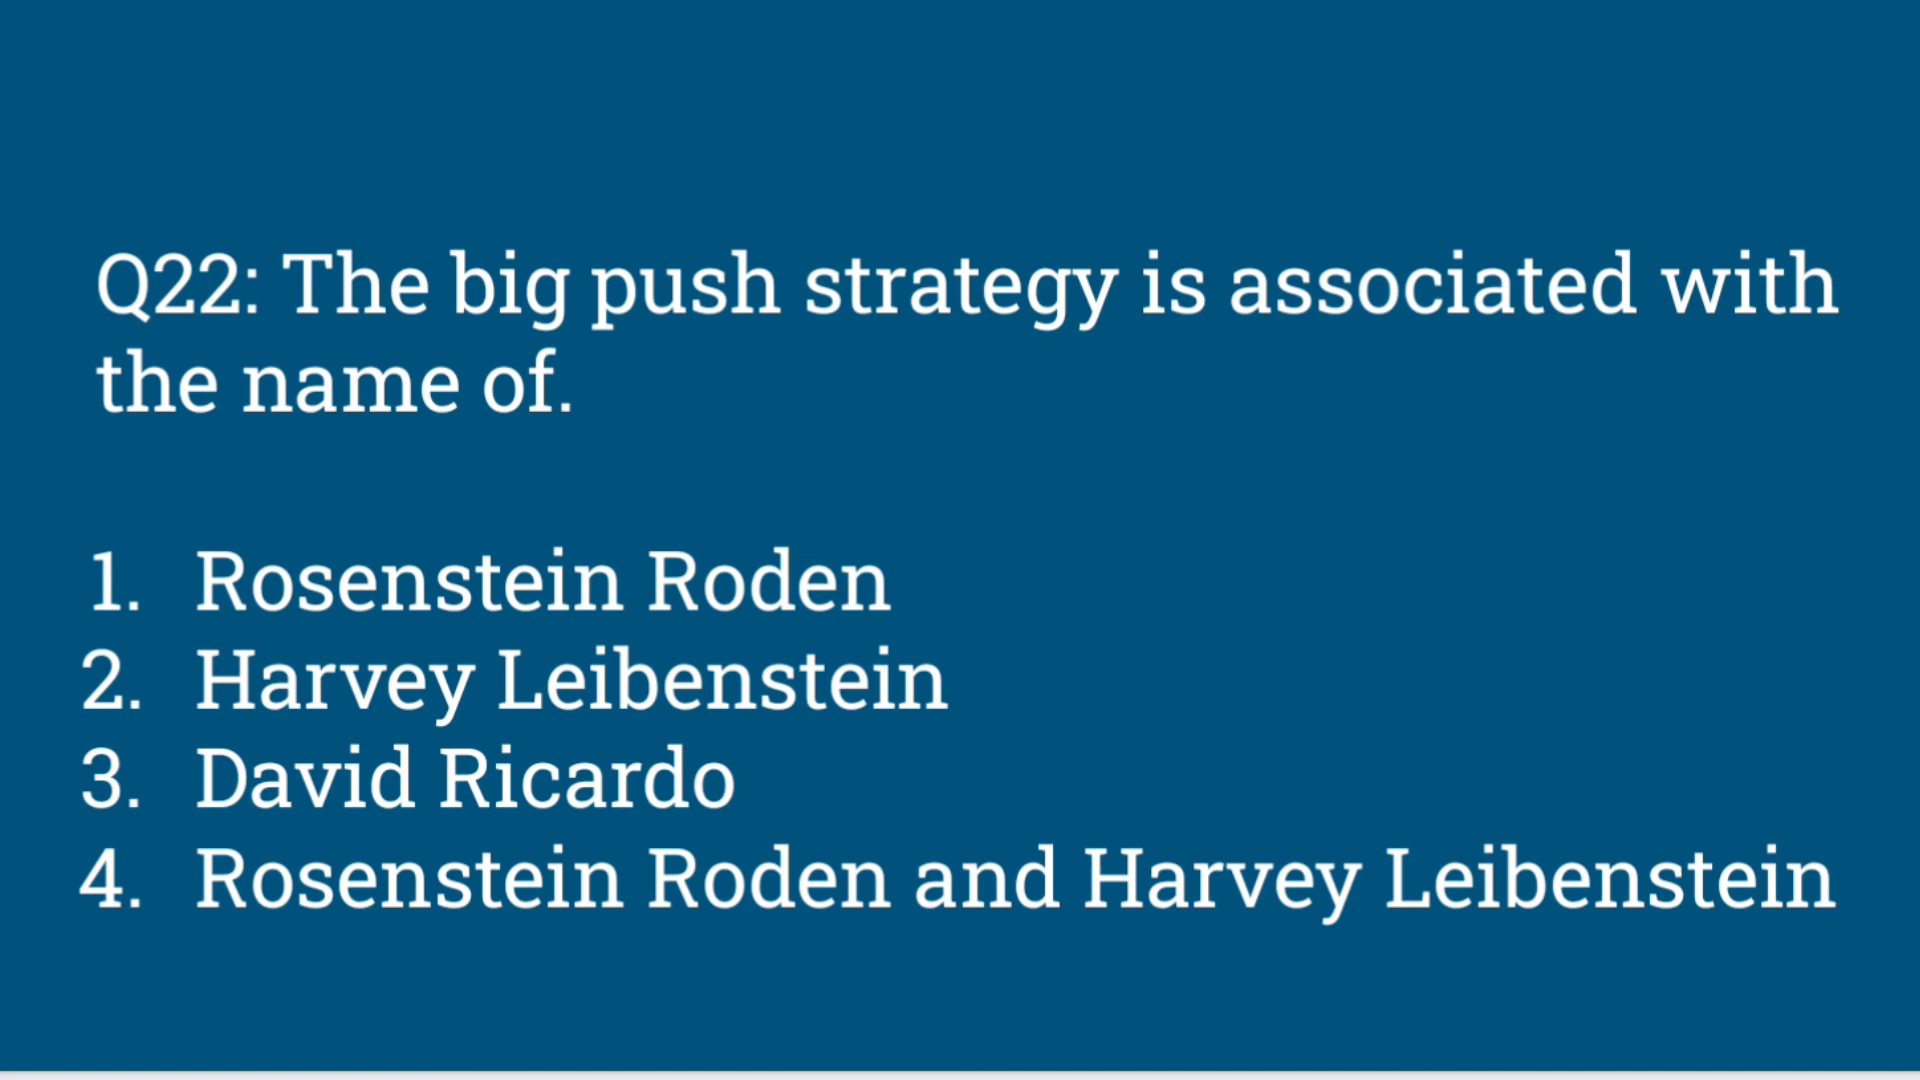 Q22: The big push strategy is associated with
the name of.
1. Rosenstein Roden
2. Harvey Leibenstein
3. David Ricardo
4. Rosenstein Roden and Harvey Leibenstein